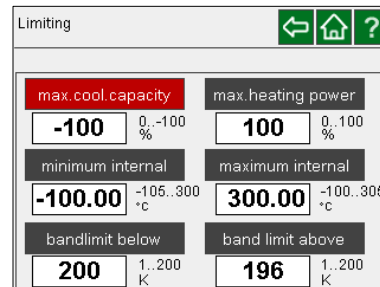 Limiting ?
max.cool.capacity max.heating power
-100 0..-100 % 100 0..100 %
minimum internal maximum internal
-100.00 -105..300 °c 300.00 -100..305 °c
bandlimit below band limit above
200 1..200 K 196 1..200 K